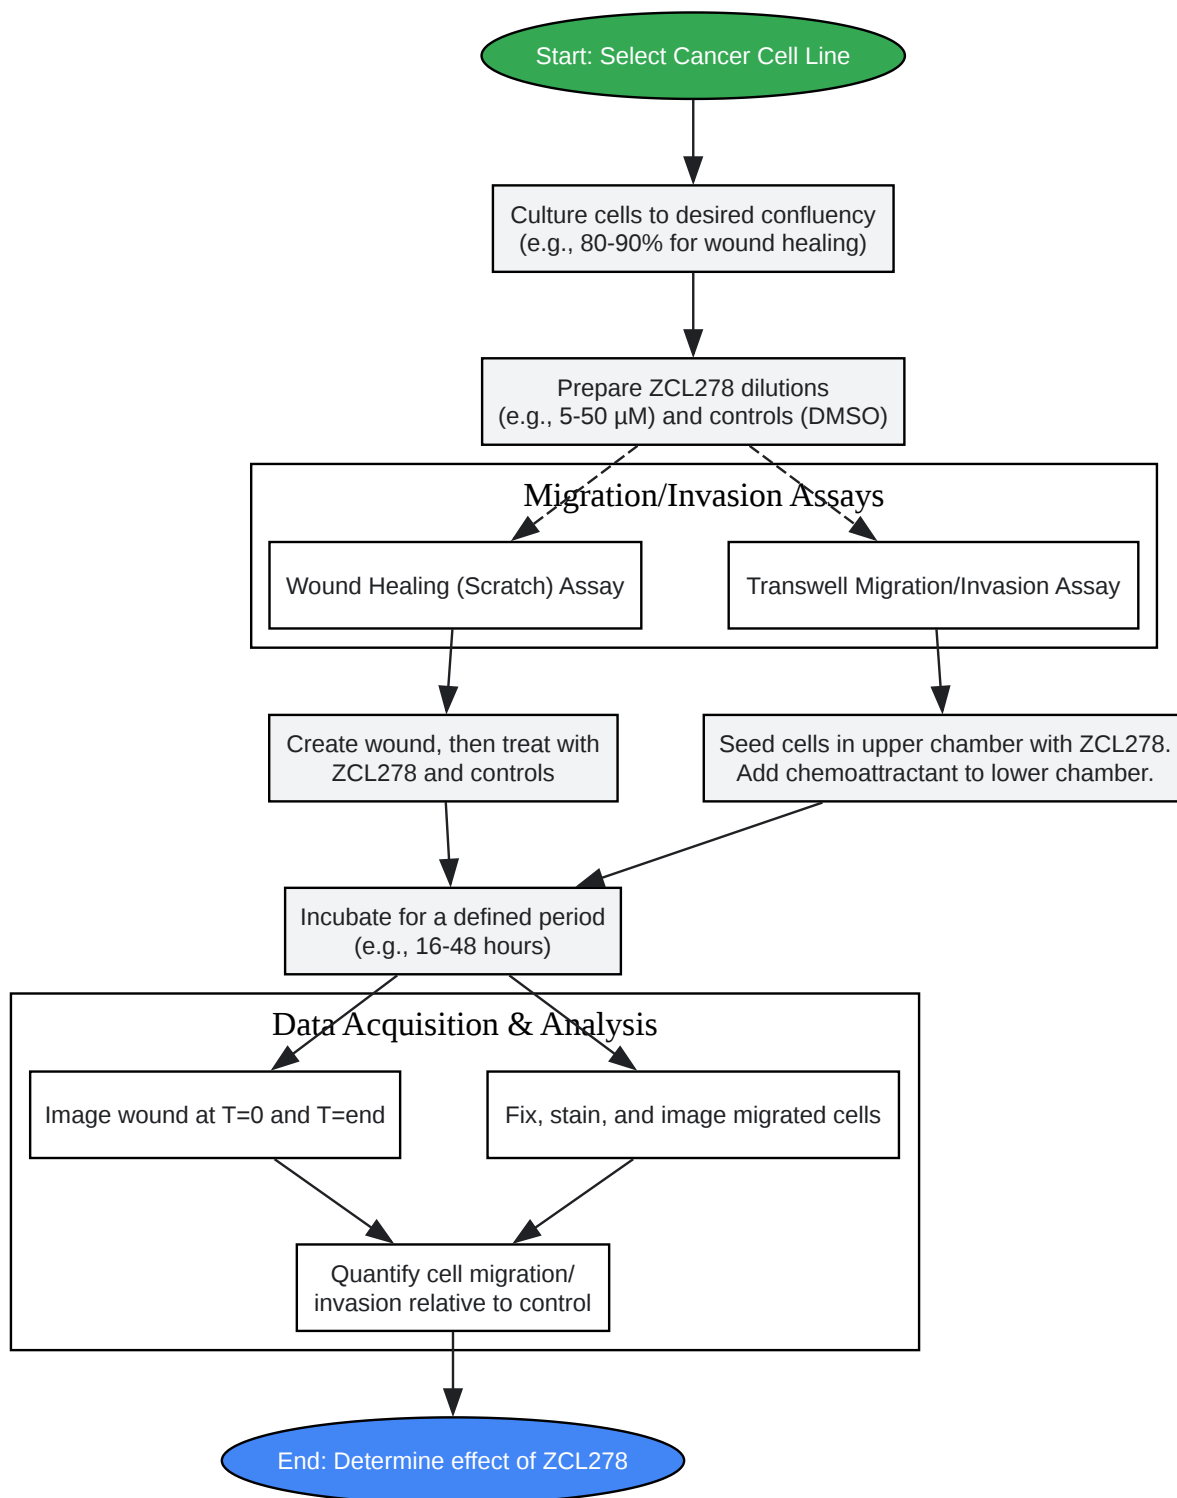 Start: Select Cancer Cell Line
Culture cells to desired confluency
(e.g., 80-90% for wound healing)
Prepare ZCL278 dilutions
(e.g., 5-50 µM) and controls (DMSO)
Migration/Invasion Assays
Wound Healing (Scratch) Assay
Transwell Migration/Invasion Assay
Create wound, then treat with
ZCL278 and controls
Seed cells in upper chamber with ZCL278.
Add chemoattractant to lower chamber.
Incubate for a defined period
(e.g., 16-48 hours)
Data Acquisition & Analysis
Image wound at T=0 and T=end
Fix, stain, and image migrated cells
Quantify cell migration/
invasion relative to control
End: Determine effect of ZCL278